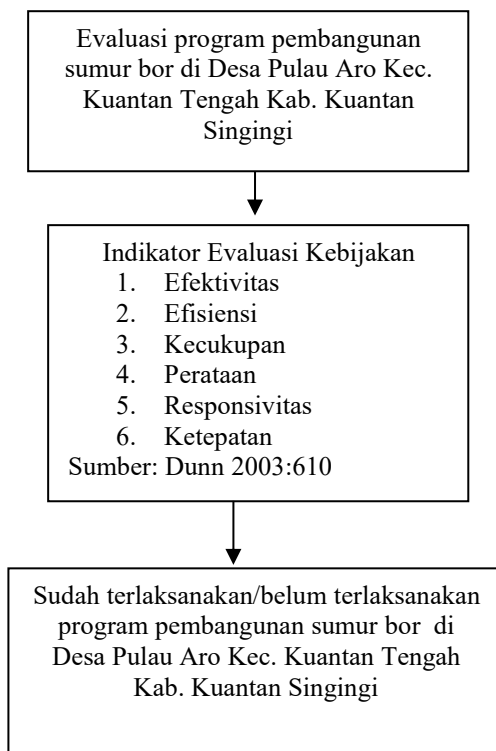 Evaluasi program pembangunan
sumur bor di Desa Pulau Aro Kec.
Kuantan Tengah Kab. Kuantan
Singingi
Indikator Evaluasi Kebijakan
1. Efektivitas
2. Efisiensi
3. Kecukupan
4. Perataan
5. Responsivitas
6. Ketepatan
Sumber: Dunn 2003:610
Sudah terlaksanakan/belum terlaksanakan
program pembangunan sumur bor di
Desa Pulau Aro Kec. Kuantan Tengah
Kab. Kuantan Singingi